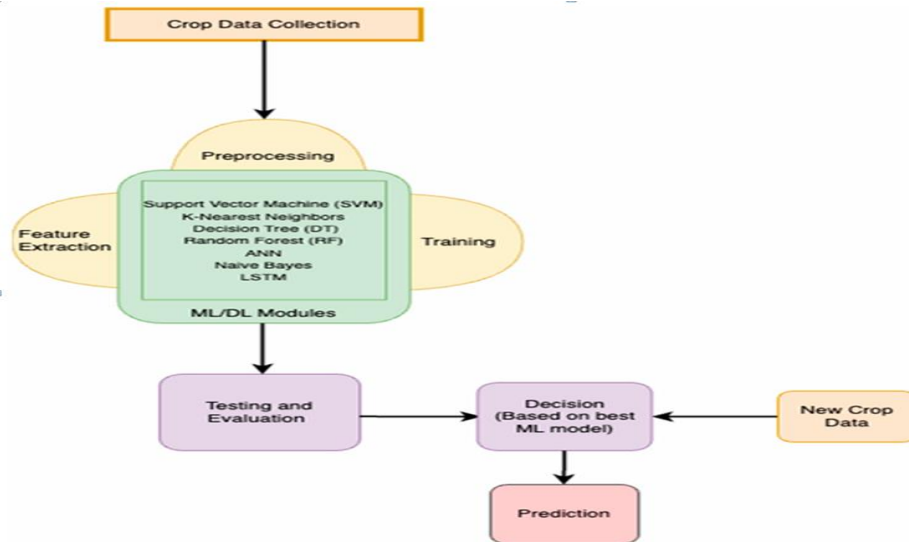 Crop Data Collection
Preprocessing
Feature
Extraction
Support Vector Machine (SVM)
K-Nearest Neighbors
Decision Tree (DT)
Random Forest (RF)
ANN
Naive Bayes
LSTM
Training
ML/DL Modules
Testing and
Evaluation
Decision
(Based on best
ML model)
New Crop
Data
Prediction